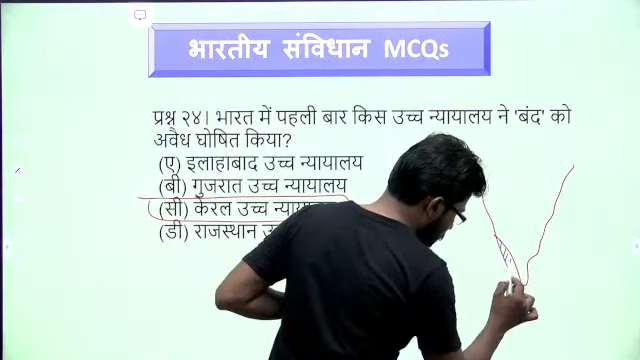 भारतीय संविधान MCQs
प्रश्न २४। भारत में पहली बार किस उच्च न्यायालय ने 'बंद' को
अवैध घोषित किया?
(ए) इलाहाबाद उच्च न्यायालय
(बी) गुजरात उच्च न्यायालय
(सी) केरल उच्च
(डी) राजस्थान